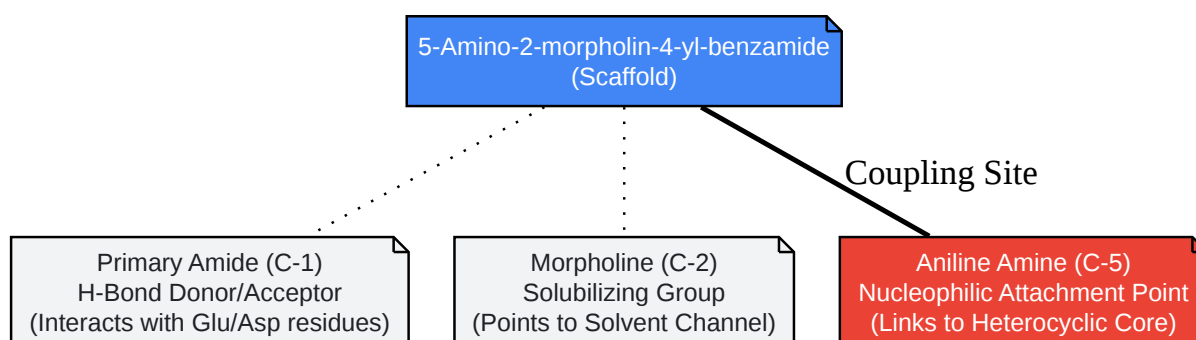 5-Amino-2-morpholin-4-yl-benzamide
(Scaffold)
Coupling Site
Primary Amide (C-1)
H-Bond Donor/Acceptor
(Interacts with Glu/Asp residues)
Morpholine (C-2)
Solubilizing Group
(Points to Solvent Channel)
Aniline Amine (C-5)
Nucleophilic Attachment Point
(Links to Heterocyclic Core)